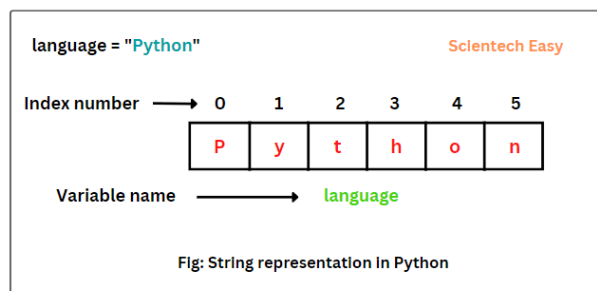 language = "Python"
Scientech Easy
Index number 0 1 2 3 4 5
P y t h o n
Variable name language
Fig: String representation in Python